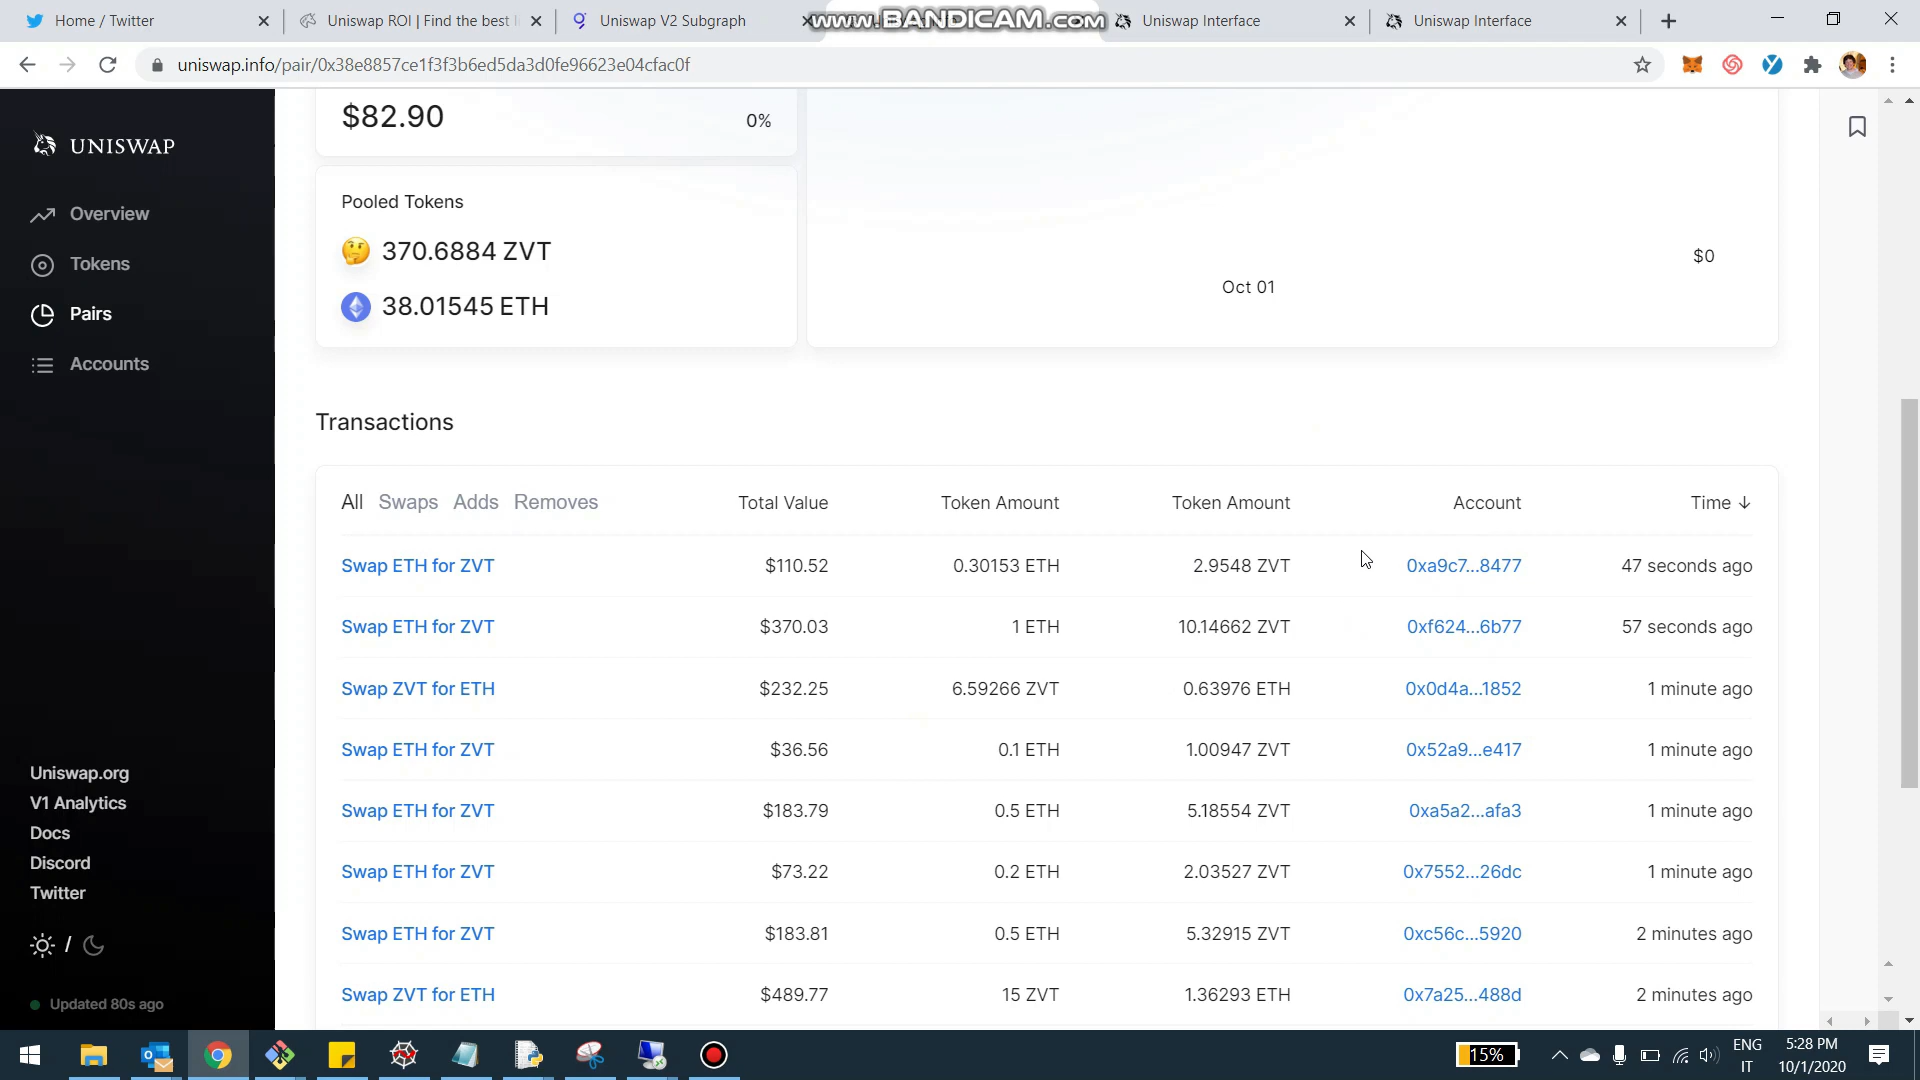 Home / Twitter
Uniswap ROI | Find the best l
Uniswap V2 Subgraph
www.BANDICAM.com
Uniswap Interface
Uniswap Interface
uniswap.info/pair/0x38e8857ce1f3f3b6ed5da3d0fe96623e04cfac0f
UNISWAP
Overview
Tokens
Pairs
Accounts
Uniswap.org
V1 Analytics
Docs
Discord
Twitter
/
Updated 80s ago
$82.90
0%
Pooled Tokens
370.6884 ZVT
38.01545 ETH
$0
Oct 01
Transactions
All Swaps Adds Removes Total Value Token Amount Token Amount Account Time ↓
Swap ETH for ZVT $110.52 0.30153 ETH 2.9548 ZVT 0xa9c7...8477 47 seconds ago
Swap ETH for ZVT $370.03 1 ETH 10.14662 ZVT 0xf624...6b77 57 seconds ago
Swap ZVT for ETH $232.25 6.59266 ZVT 0.63976 ETH 0x0d4a...1852 1 minute ago
Swap ETH for ZVT $36.56 0.1 ETH 1.00947 ZVT 0x52a9...e417 1 minute ago
Swap ETH for ZVT $183.79 0.5 ETH 5.18554 ZVT 0xa5a2...afa3 1 minute ago
Swap ETH for ZVT $73.22 0.2 ETH 2.03527 ZVT 0x7552...26dc 1 minute ago
Swap ETH for ZVT $183.81 0.5 ETH 5.32915 ZVT 0xc56c...5920 2 minutes ago
Swap ZVT for ETH $489.77 15 ZVT 1.36293 ETH 0x7a25...488d 2 minutes ago
15%
ENG
IT
5:28 PM
10/1/2020